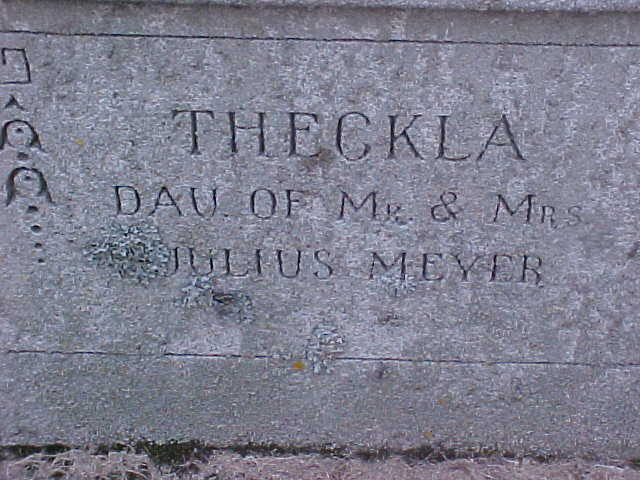 THECKLA
DAU. OF MR. & MRS.
JULIUS MEYER